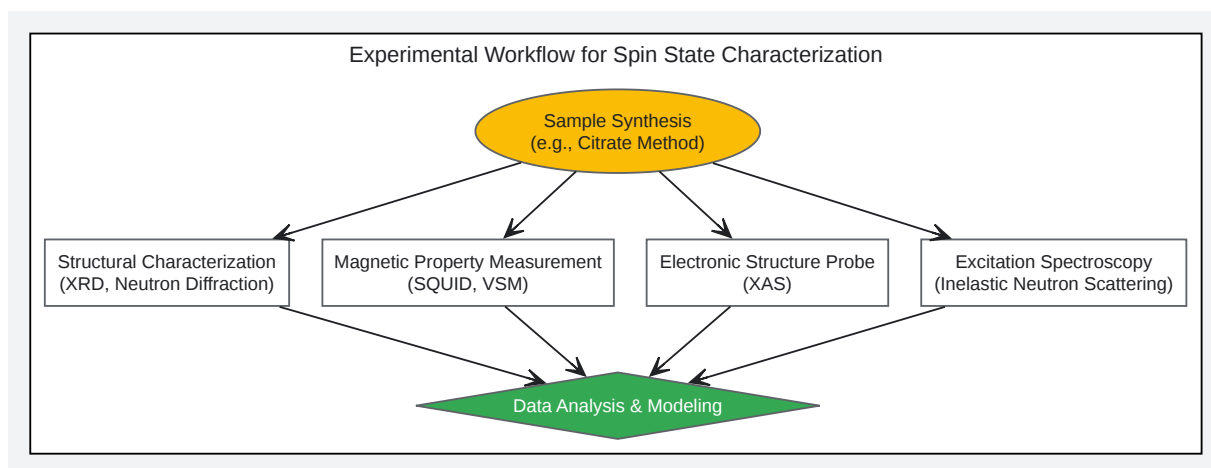 Experimental Workflow for Spin State Characterization
Sample Synthesis
(e.g., Citrate Method)
Structural Characterization
(XRD, Neutron Diffraction)
Magnetic Property Measurement
(SQUID, VSM)
Electronic Structure Probe
(XAS)
Excitation Spectroscopy
(Inelastic Neutron Scattering)
Data Analysis & Modeling